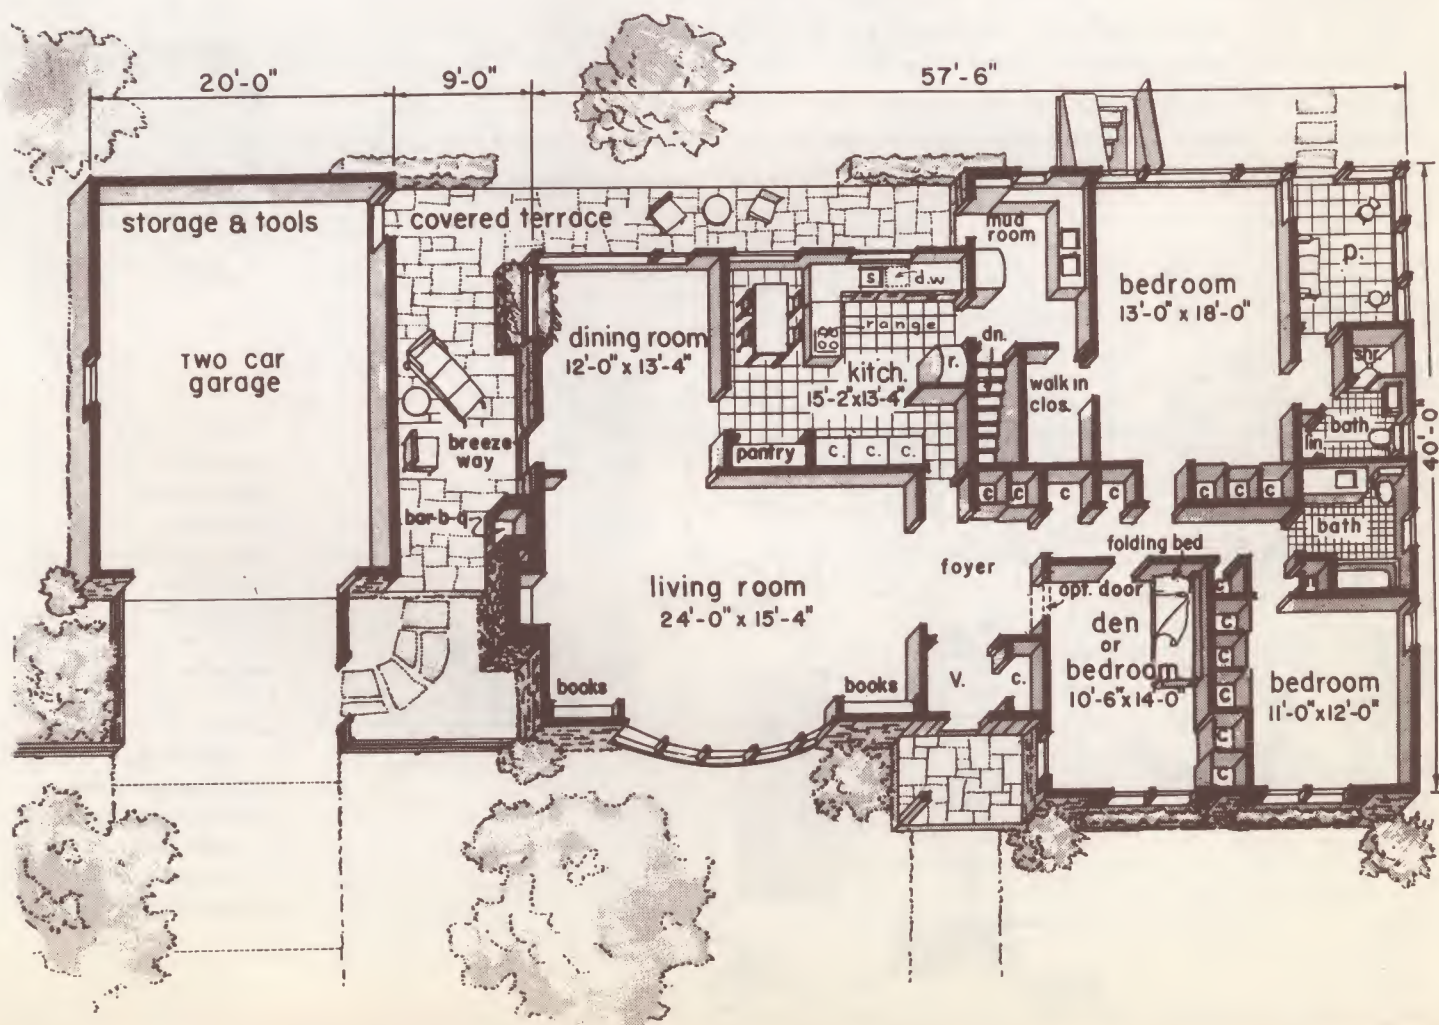 20'-0"
9'-0"
57'-6"
storage & tools
covered terrace
mud
room
p.
s
d.w
bedroom
13'-0" x 18'-0"
range
dining room
12'-0" x 13'-4"
dn.
r.
kitch.
15'-2"x13'-4"
TWO car
garage
walk in
clos.
shr.
bath
lin
40'-0"
breeze
way
pantry
c.
c.
c.
c
c
c
c
c
c
c
bar-b-q
bath
folding bed
foyer
living room
24'-0" x 15'-4"
opt. door
den
or
bedroom
10'-6"x14'-0"
c
c
c
c
c
c
l
books
books
V.
c.
bedroom
11'-0"x12'-0"